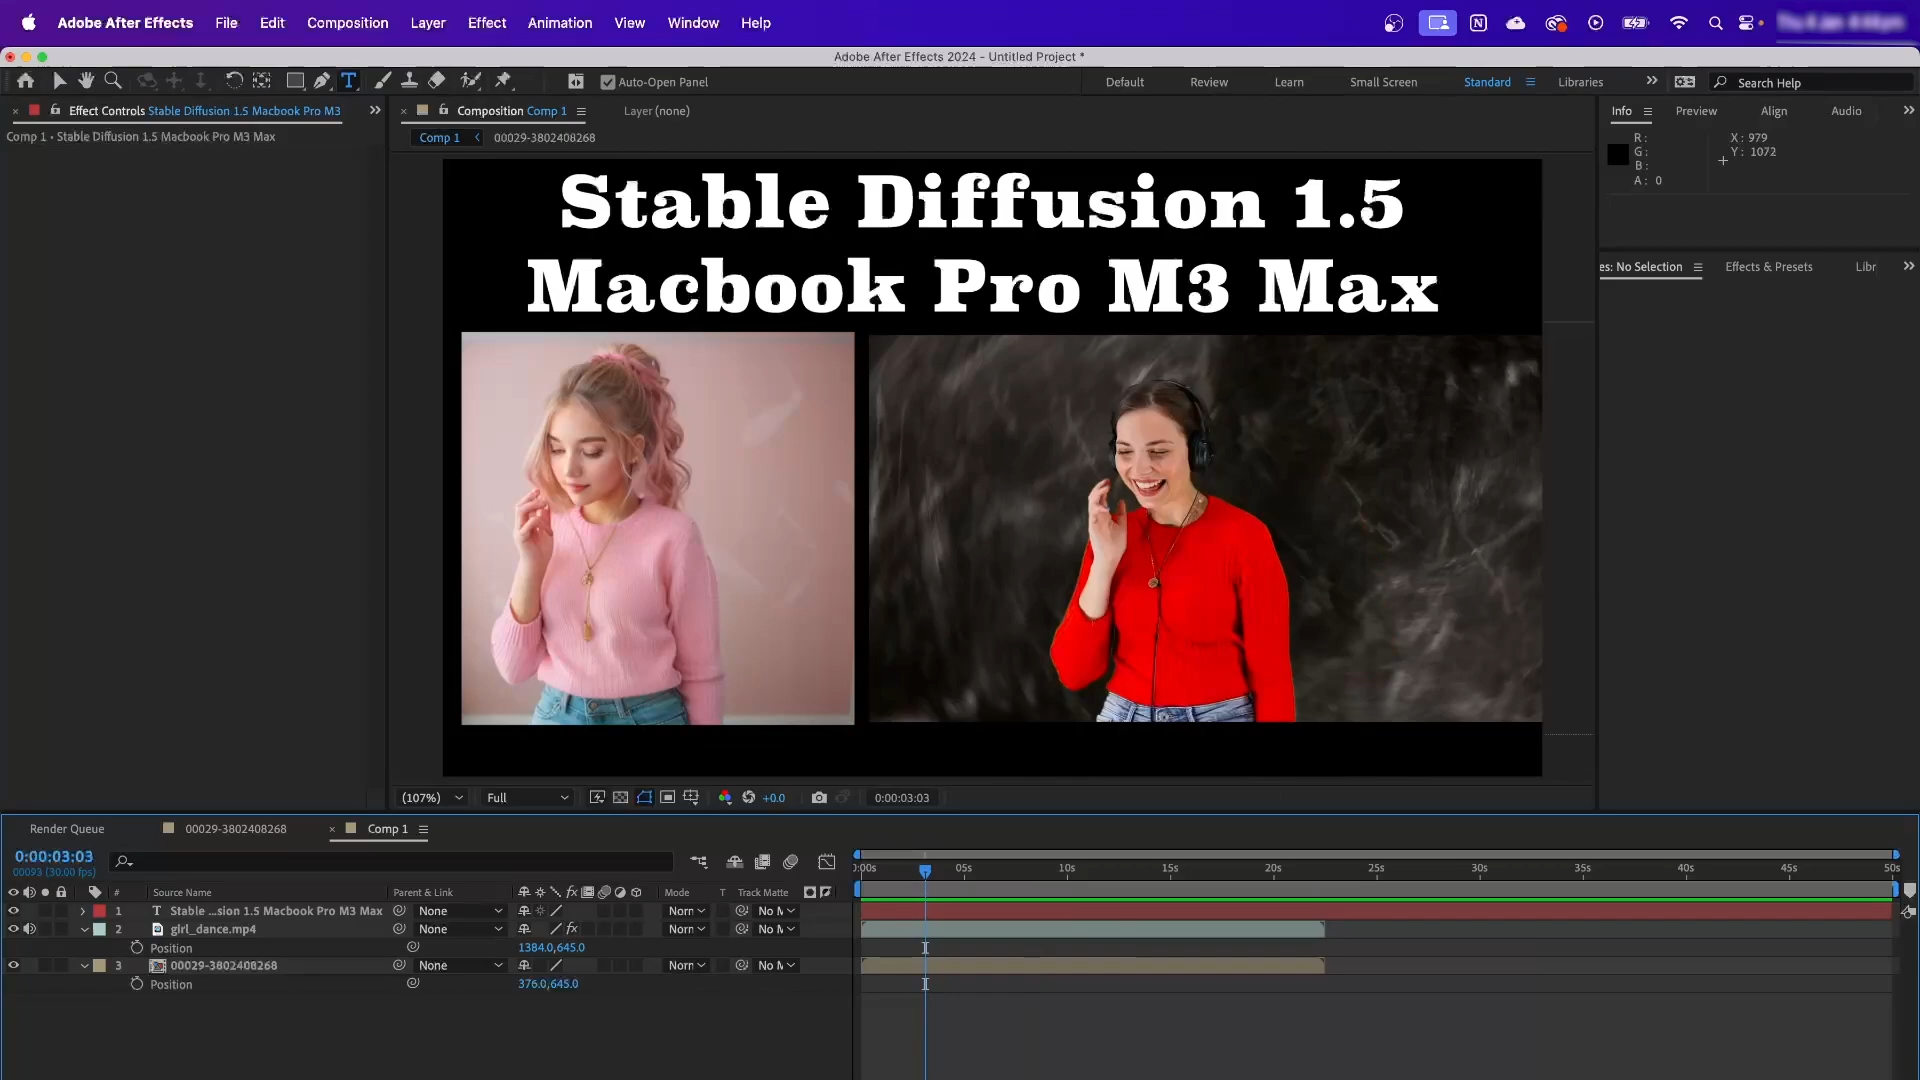 Adobe After Effects File Edit Composition Layer Effect Animation View Window Help
Adobe After Effects 2024 - Untitled Project *
T Auto-Open Panel Default Review Learn Small Screen Standard Libraries Search Help
Effect Controls Stable Diffusion 1.5 Macbook Pro M3
Composition Comp 1 Layer (none)
Info Preview Align Audio
Comp 1 • Stable Diffusion 1.5 Macbook Pro M3 Max
Comp 1 00029-3802408268
R: X: 979
G: Y: 1072
B:
A: 0
Stable Diffusion 1.5
Macbook Pro M3 Max
es: No Selection Effects & Presets Libr
(107%) Full +0.0 0:00:03:03
Render Queue 00029-3802408268 Comp 1
0:00:03:03
00093 (30.00 fps)
0:00s 05s 10s 15s 20s 25s 30s 35s 40s 45s 50s
# Source Name Parent & Link fx Mode T Track Matte
1 T Stable ...sion 1.5 Macbook Pro M3 Max None Norn No M
2 girl_dance.mp4 None fx Norn No M
Position 1384.0,645.0
3 00029-3802408268 None Norn No M
Position 376.0,645.0